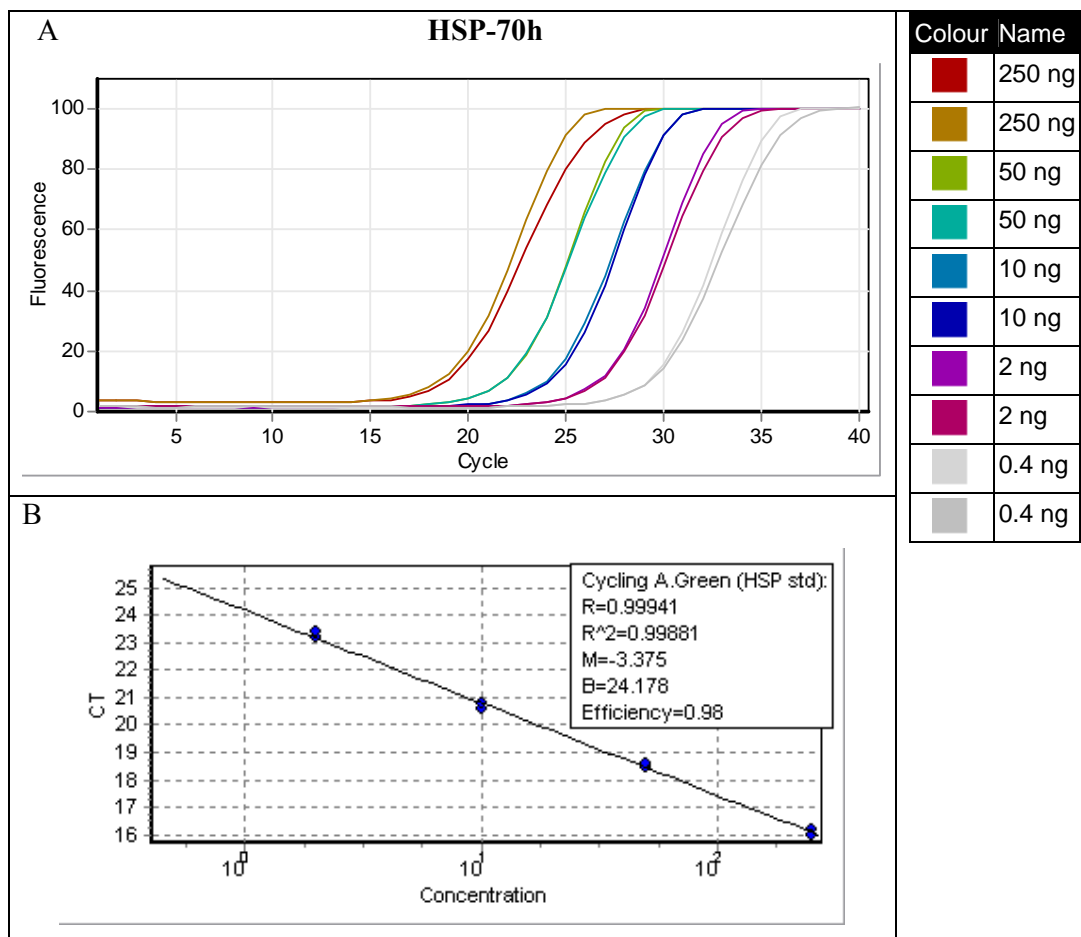 A
HSP-70h
Fluorescence
100
80
60
40
20
0
5 10 15 20 25 30 35 40
Cycle
Colour Name
250 ng
250 ng
50 ng
50 ng
10 ng
10 ng
2 ng
2 ng
0.4 ng
0.4 ng
B
CT
25
24
23
22
21
20
19
18
17
16
Cycling A.Green (HSP std):
R=0.99941
R^2=0.99881
M=-3.375
B=24.178
Efficiency=0.98
10^0 10^1 10^2
Concentration